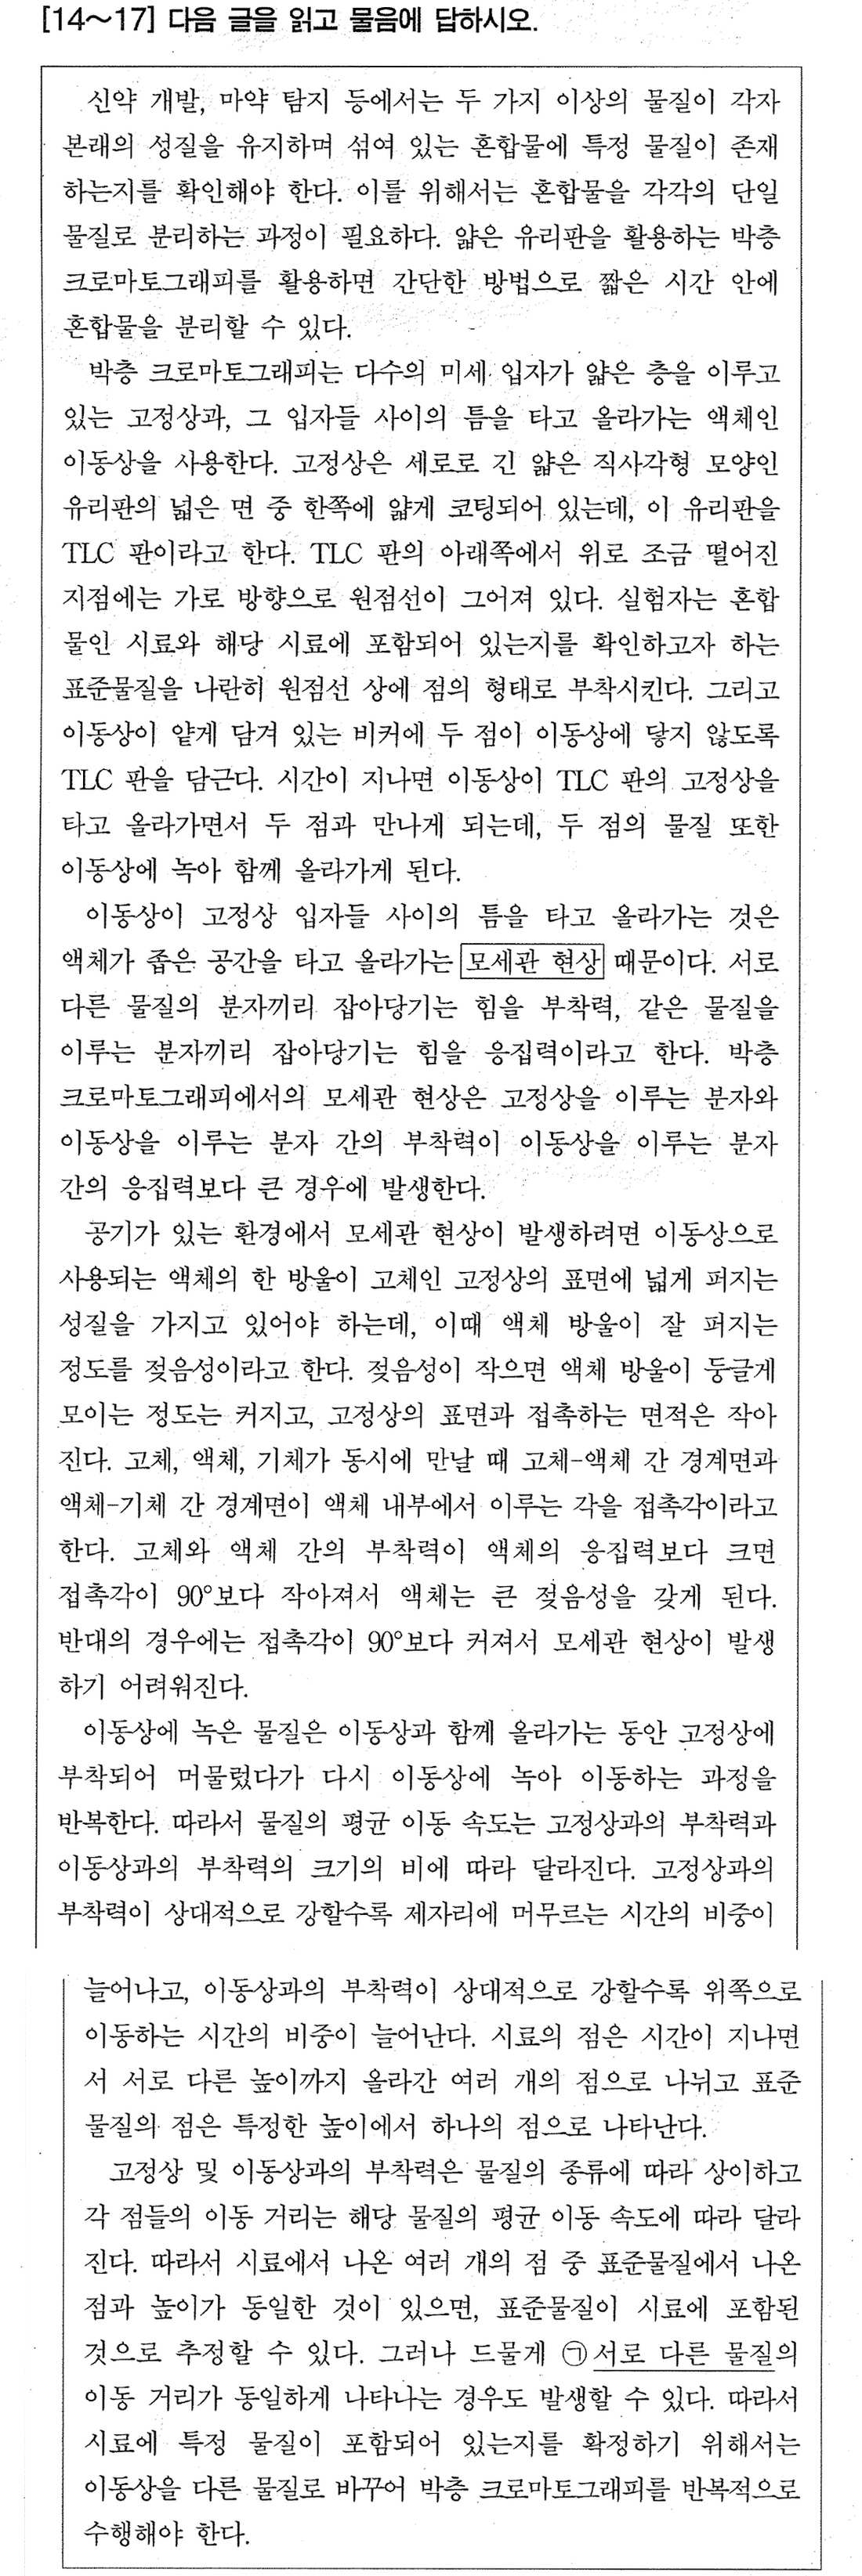 [14～17] 다음 글을 읽고 물음에 답하시오.
신약 개발, 마약 탐지 등에서는 두 가지 이상의 물질이 각자
본래의 성질을 유지하며 섞여 있는 혼합물에 특정 물질이 존재
하는지를 확인해야 한다. 이를 위해서는 혼합물을 각각의 단일
물질로 분리하는 과정이 필요하다. 얇은 유리판을 활용하는 박층
크로마토그래피를 활용하면 간단한 방법으로 짧은 시간 안에
혼합물을 분리할 수 있다.
박층 크로마토그래피는 다수의 미세 입자가 얇은 층을 이루고
있는 고정상과, 그 입자들 사이의 틈을 타고 올라가는 액체인
이동상을 사용한다. 고정상은 세로로 긴 얇은 직사각형 모양인
유리판의 넓은 면 중 한쪽에 얇게 코팅되어 있는데, 이 유리판을
TLC 판이라고 한다. TLC 판의 아래쪽에서 위로 조금 떨어진
지점에는 가로 방향으로 원점선이 그어져 있다. 실험자는 혼합
물인 시료와 해당 시료에 포함되어 있는지를 확인하고자 하는
표준물질을 나란히 원점선 상에 점의 형태로 부착시킨다. 그리고
이동상이 얕게 담겨 있는 비커에 두 점이 이동상에 닿지 않도록
TLC 판을 담근다. 시간이 지나면 이동상이 TLC 판의 고정상을
타고 올라가면서 두 점과 만나게 되는데, 두 점의 물질 또한
이동상에 녹아 함께 올라가게 된다.
이동상이 고정상 입자들 사이의 틈을 타고 올라가는 것은
액체가 좁은 공간을 타고 올라가는 모세관 현상 때문이다. 서로
다른 물질의 분자끼리 잡아당기는 힘을 부착력, 같은 물질을
이루는 분자끼리 잡아당기는 힘을 응집력이라고 한다. 박층
크로마토그래피에서의 모세관 현상은 고정상을 이루는 분자와
이동상을 이루는 분자 간의 부착력이 이동상을 이루는 분자
간의 응집력보다 큰 경우에 발생한다.
공기가 있는 환경에서 모세관 현상이 발생하려면 이동상으로
사용되는 액체의 한 방울이 고체인 고정상의 표면에 넓게 퍼지는
성질을 가지고 있어야 하는데, 이때 액체 방울이 잘 퍼지는
정도를 젖음성이라고 한다. 젖음성이 작으면 액체 방울이 둥글게
모이는 정도는 커지고, 고정상의 표면과 접촉하는 면적은 작아
진다. 고체, 액체, 기체가 동시에 만날 때 고체-액체 간 경계면과
액체-기체 간 경계면이 액체 내부에서 이루는 각을 접촉각이라고
한다. 고체와 액체 간의 부착력이 액체의 응집력보다 크면
접촉각이 90°보다 작아져서 액체는 큰 젖음성을 갖게 된다.
반대의 경우에는 접촉각이 90°보다 커져서 모세관 현상이 발생
하기 어려워진다.
이동상에 녹은 물질은 이동상과 함께 올라가는 동안 고정상에
부착되어 머물렀다가 다시 이동상에 녹아 이동하는 과정을
반복한다. 따라서 물질의 평균 이동 속도는 고정상과의 부착력과
이동상과의 부착력의 크기의 비에 따라 달라진다. 고정상과의
부착력이 상대적으로 강할수록 제자리에 머무르는 시간의 비중이
늘어나고, 이동상과의 부착력이 상대적으로 강할수록 위쪽으로
이동하는 시간의 비중이 늘어난다. 시료의 점은 시간이 지나면
서 서로 다른 높이까지 올라간 여러 개의 점으로 나뉘고 표준
물질의 점은 특정한 높이에서 하나의 점으로 나타난다.
고정상 및 이동상과의 부착력은 물질의 종류에 따라 상이하고
각 점들의 이동 거리는 해당 물질의 평균 이동 속도에 따라 달라
진다. 따라서 시료에서 나온 여러 개의 점 중 표준물질에서 나온
점과 높이가 동일한 것이 있으면, 표준물질이 시료에 포함된
것으로 추정할 수 있다. 그러나 드물게 ㉠서로 다른 물질의
이동 거리가 동일하게 나타나는 경우도 발생할 수 있다. 따라서
시료에 특정 물질이 포함되어 있는지를 확정하기 위해서는
이동상을 다른 물질로 바꾸어 박층 크로마토그래피를 반복적으로
수행해야 한다.